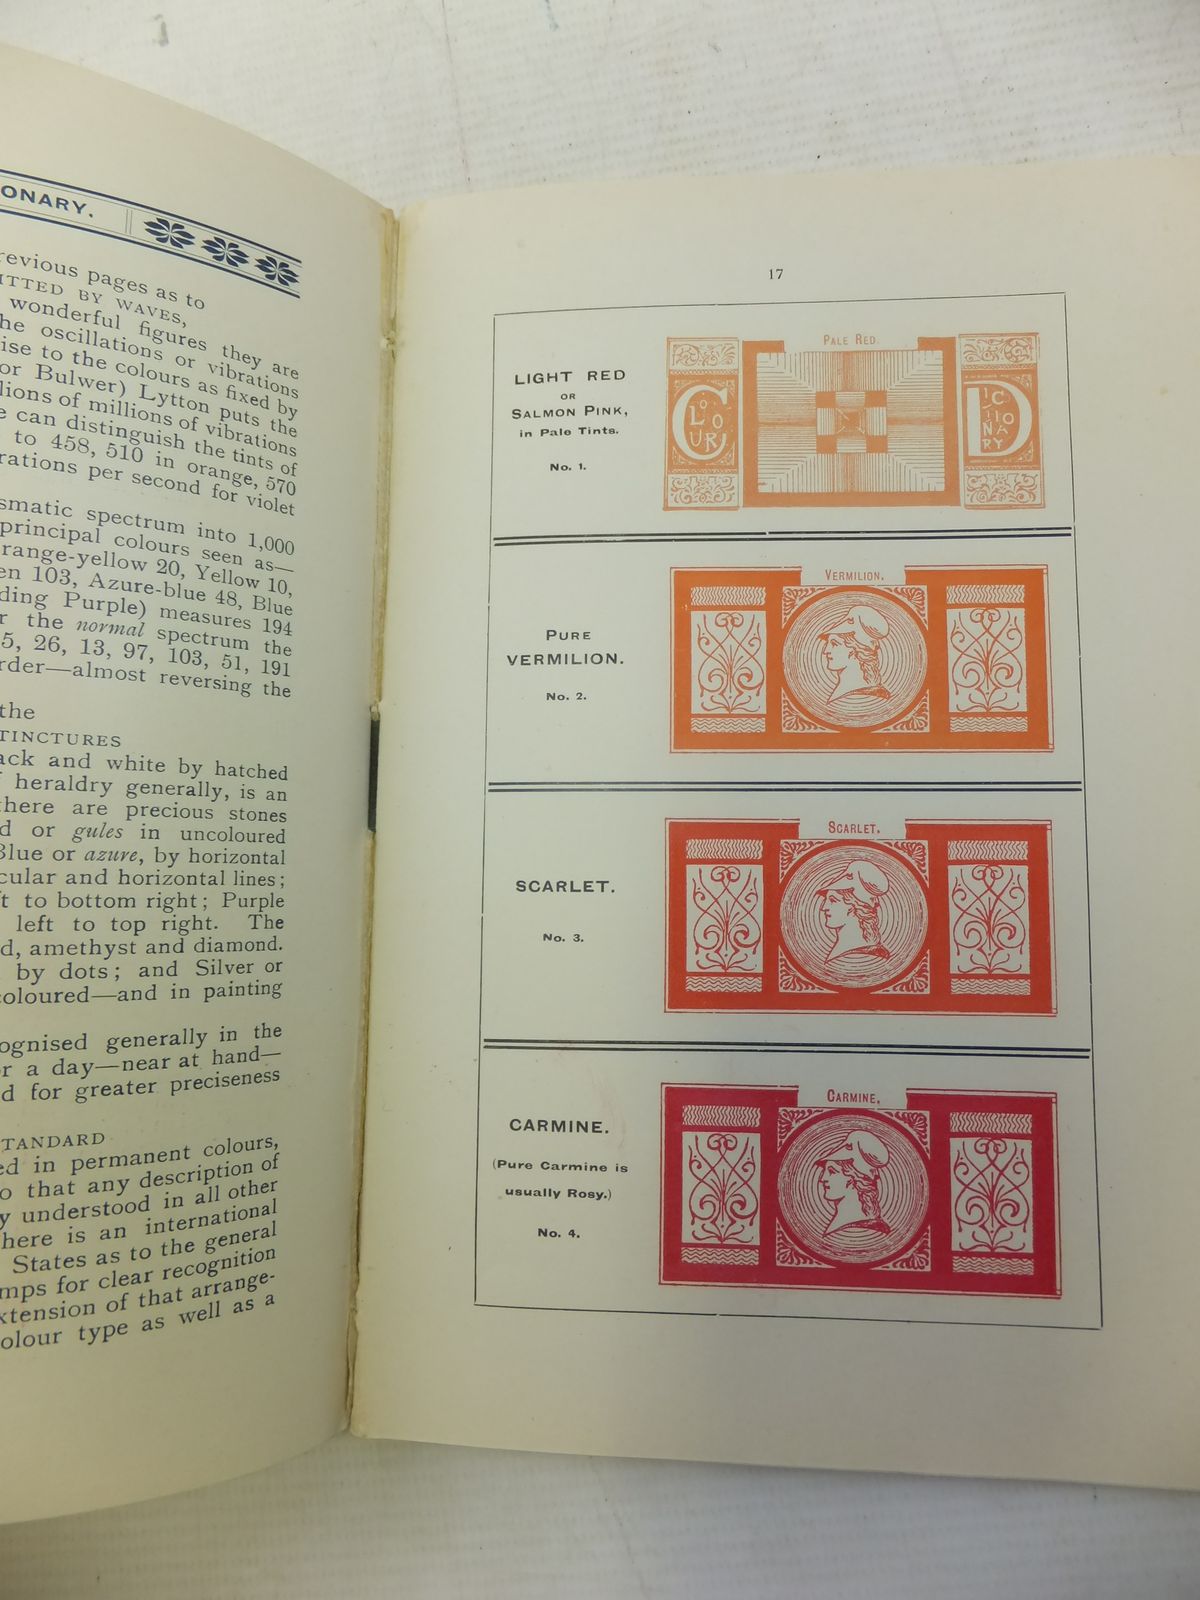 ONARY.
revious pages as to
ITTED BY WAVES,
wonderful figures they are
he oscillations or vibrations
ise to the colours as fixed by
or Bulwer) Lytton puts the
lions of millions of vibrations
e can distinguish the tints of
to 458, 510 in orange, 570
rations per second for violet
smatic spectrum into 1,000
principal colours seen as—
range-yellow 20, Yellow 10,
en 103, Azure-blue 48, Blue
ding Purple) measures 194
r the normal spectrum the
5, 26, 13, 97, 103, 51, 191
rder—almost reversing the
the
TINCTURES
ack and white by hatched
f heraldry generally, is an
there are precious stones
d or gules in uncoloured
Blue or azure, by horizontal
cular and horizontal lines;
ft to bottom right; Purple
left to top right. The
d, amethyst and diamond.
by dots; and Silver or
coloured—and in painting
ognised generally in the
r a day—near at hand—
d for greater preciseness
STANDARD
ed in permanent colours,
o that any description of
y understood in all other
here is an international
States as to the general
mps for clear recognition
xtension of that arrange-
olour type as well as a
17
LIGHT RED
OR
SALMON PINK,
in Pale Tints.
No. 1.
PALE RED.
COLOUR
DICTIONARY
PURE
VERMILION.
No. 2.
VERMILION.
SCARLET.
No. 3.
SCARLET.
CARMINE.
(Pure Carmine is
usually Rosy.)
No. 4.
CARMINE.